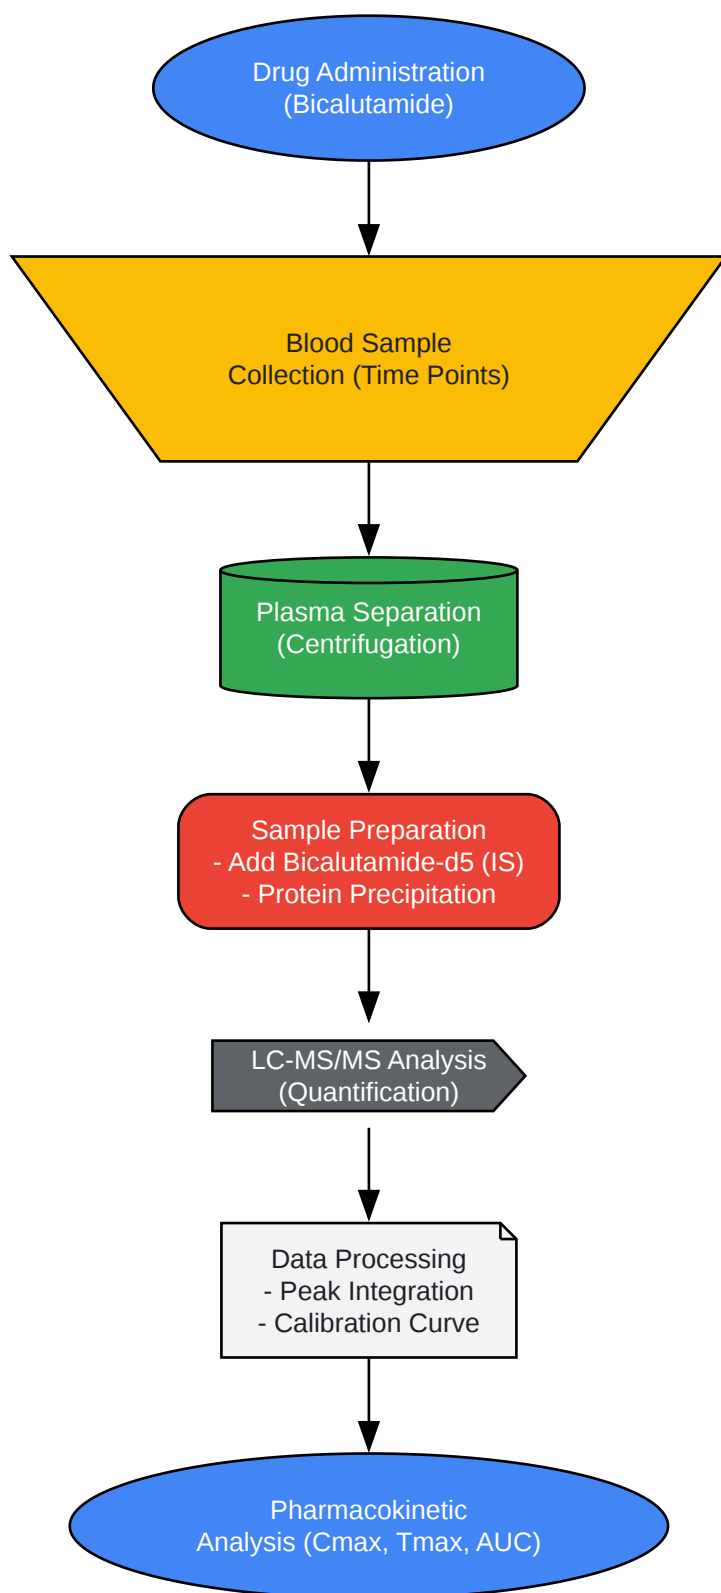 Drug Administration
(Bicalutamide)
Blood Sample
Collection (Time Points)
Plasma Separation
(Centrifugation)
Sample Preparation
- Add Bicalutamide-d5 (IS)
- Protein Precipitation
LC-MS/MS Analysis
(Quantification)
Data Processing
- Peak Integration
- Calibration Curve
Pharmacokinetic
Analysis (Cmax, Tmax, AUC)